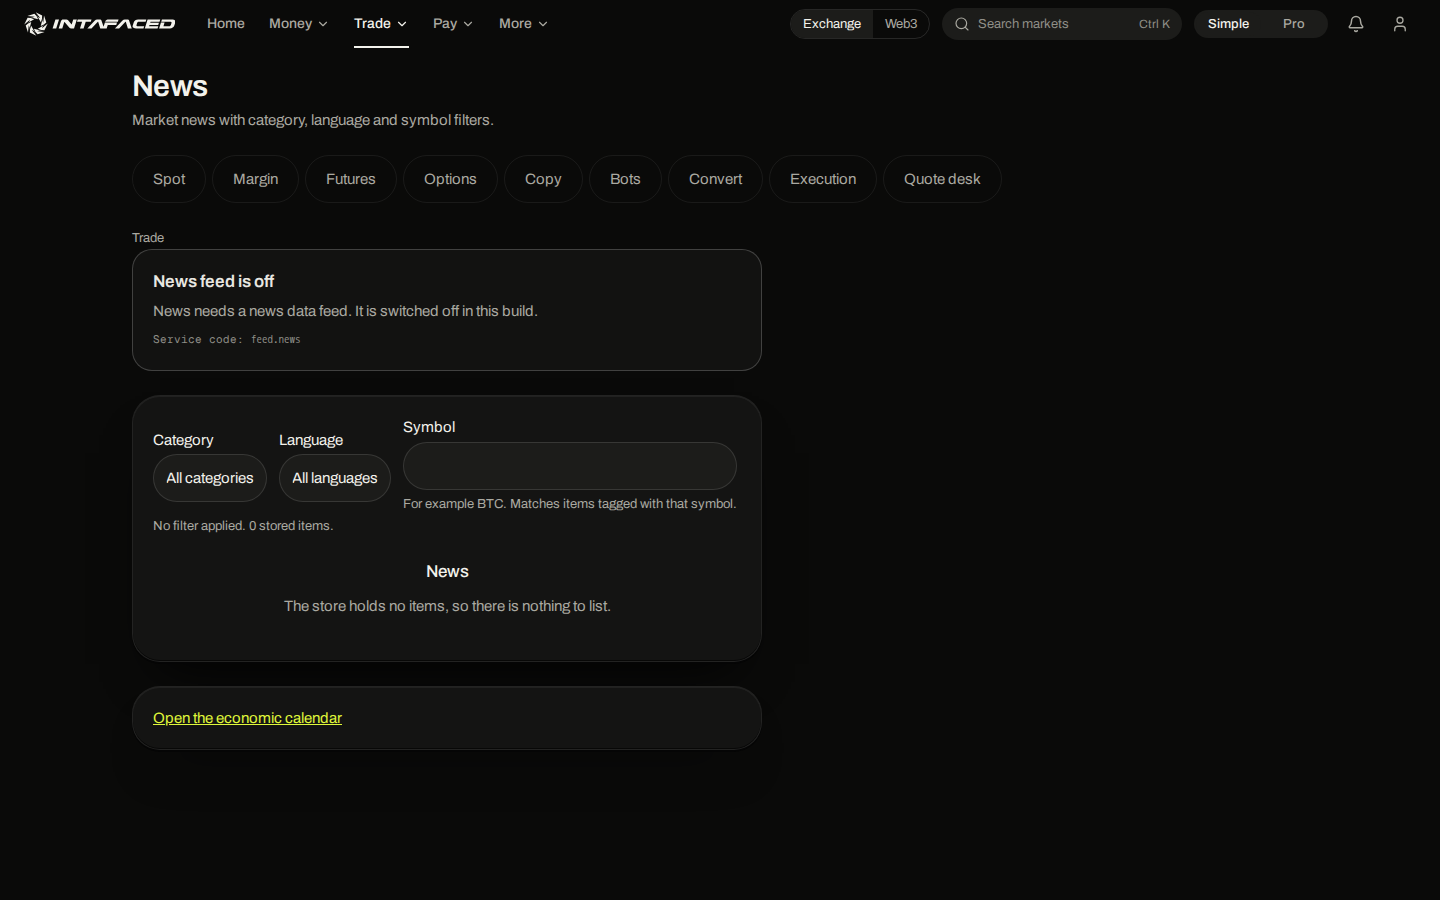 INTAFACED
Home Money Trade Pay More
Exchange Web3
Search markets Ctrl K
Simple Pro
News
Market news with category, language and symbol filters.
Spot Margin Futures Options Copy Bots Convert Execution Quote desk
Trade
News feed is off
News needs a news data feed. It is switched off in this build.
Service code: feed.news
Category Language Symbol
All categories All languages
For example BTC. Matches items tagged with that symbol.
No filter applied. 0 stored items.
News
The store holds no items, so there is nothing to list.
Open the economic calendar